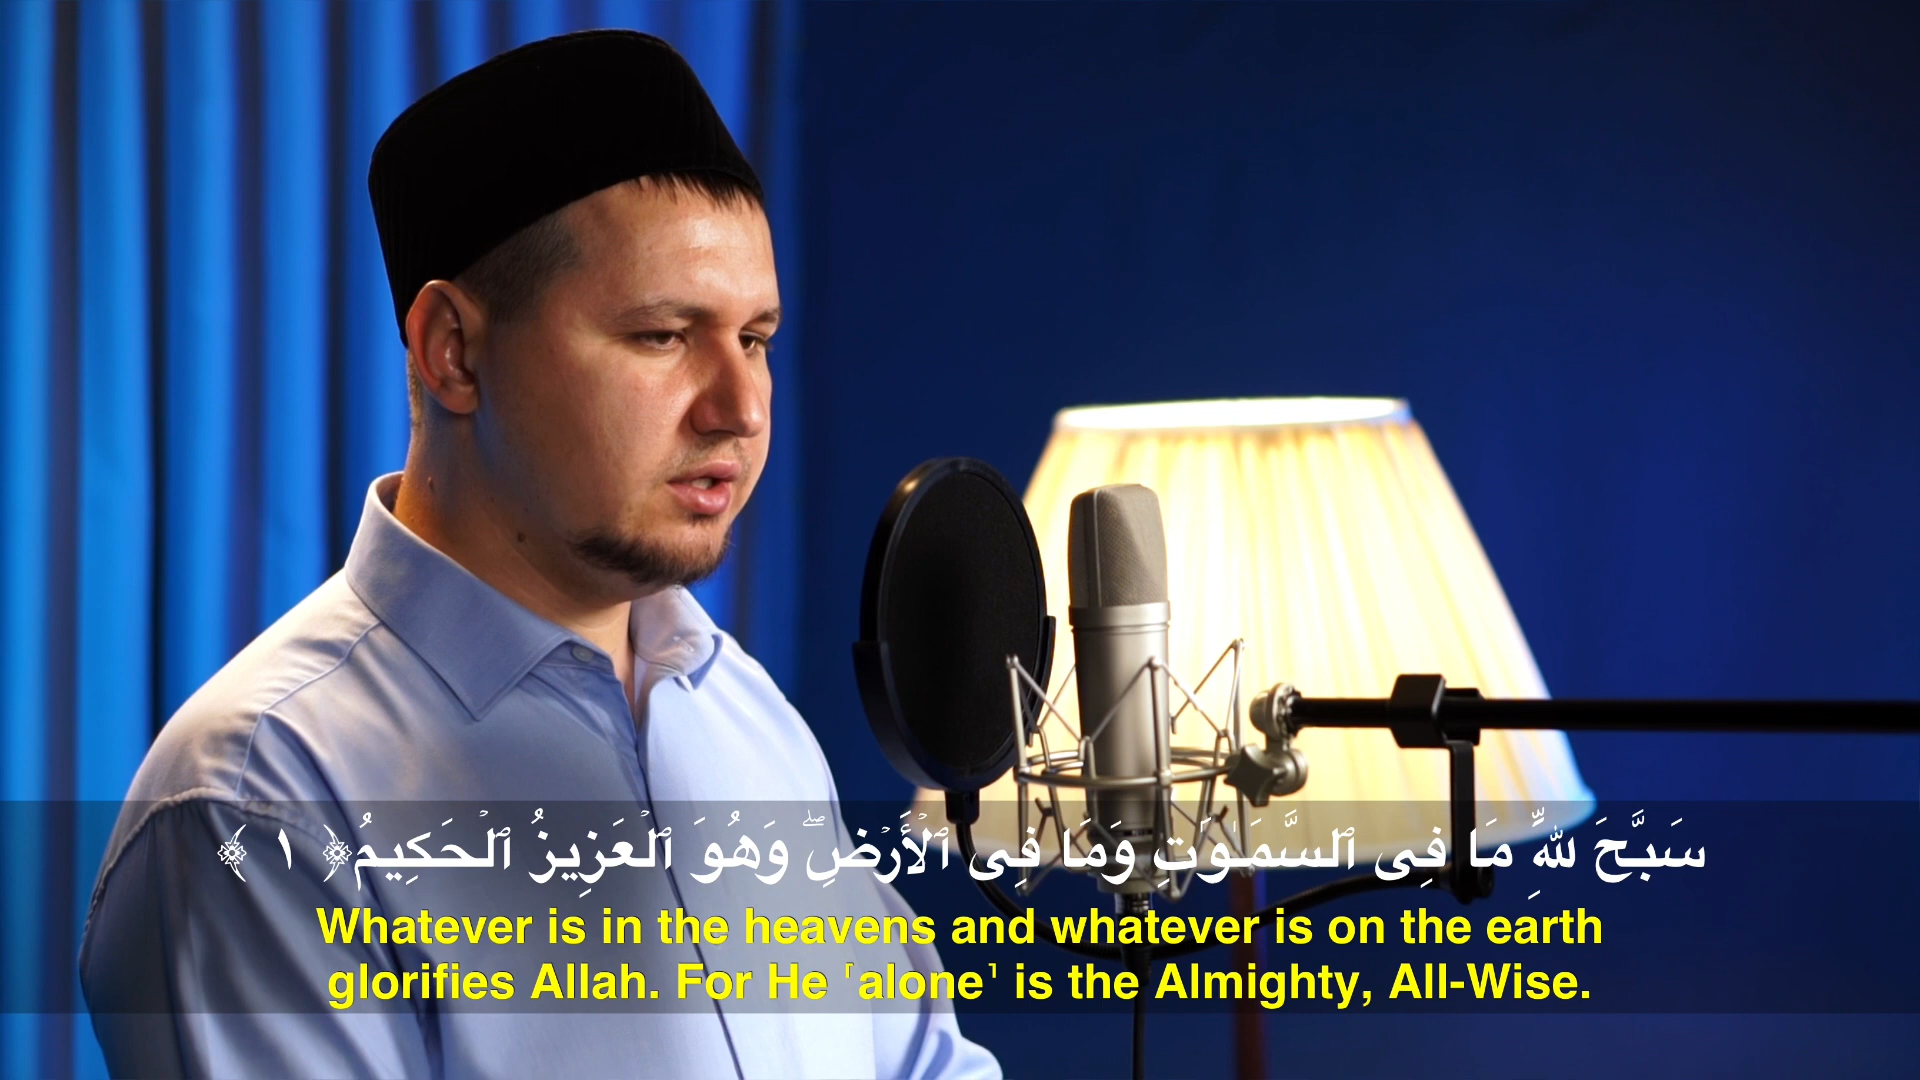 سَبَّحَ لِلَّهِ مَا فِى ٱلسَّمَـٰوَٰتِ وَمَا فِى ٱلْأَرْضِ ۖ وَهُوَ ٱلْعَزِيزُ ٱلْحَكِيمُ ﴿١﴾
Whatever is in the heavens and whatever is on the earth
glorifies Allah. For He ˹alone˺ is the Almighty, All-Wise.